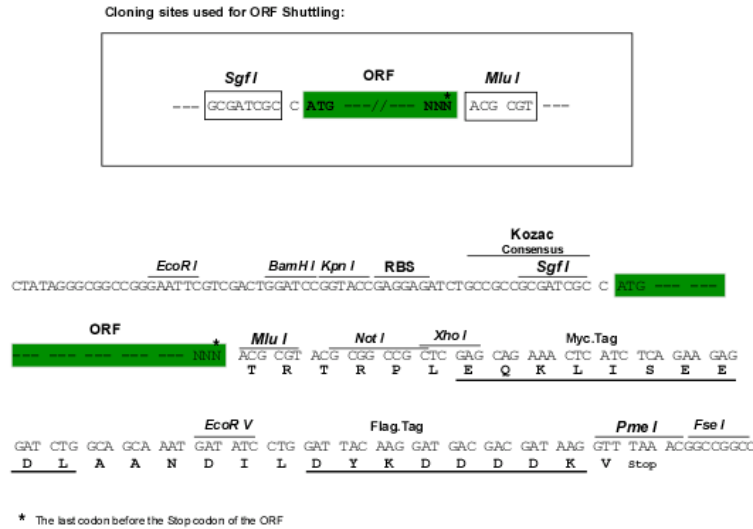 Cloning sites used for ORF Shuttling:
Sgf I ORF Mlu I
--- GCGATCGC C ATG ---//--- NNN* ACG CGT ---
Kozac
Consensus
EcoR I BamH I Kpn I RBS Sgf I
CTATAGGGCGGCCGGGAATTCGTCGACTGGATCCGGTACCGAGGAGATCTGCCGCCGCGATCGC C ATG --- ---
ORF Mlu I Not I Xho I Myc.Tag
--- --- --- --- --- NNN* ACG CGT ACG CGG CCG CTC GAG CAG AAA CTC ATC TCA GAA GAG
T R T R P L E Q K L I S E E
EcoR V Flag.Tag Pme I Fse I
GAT CTG GCA GCA AAT GAT ATC CTG GAT TAC AAG GAT GAC GAC GAT AAG GTT TAA ACGGCCGGCC
D L A A N D I L D Y K D D D D K V Stop
* The last codon before the Stop codon of the ORF